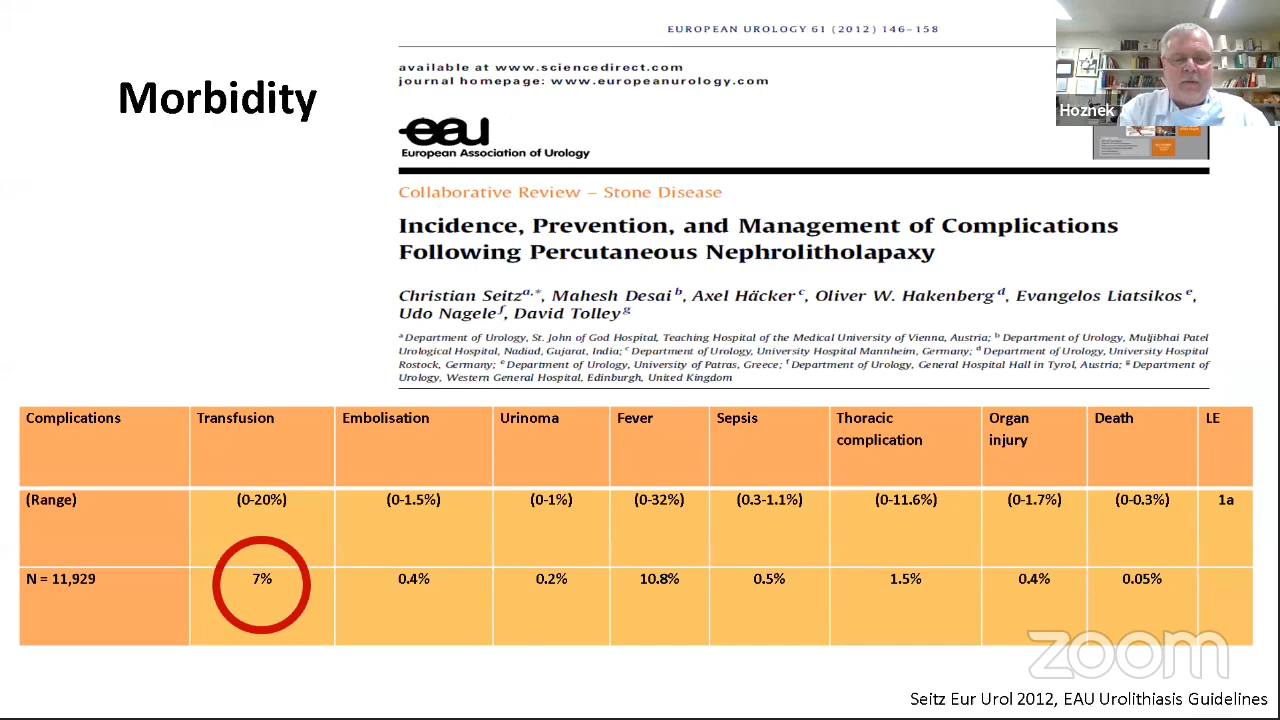 EUROPEAN UROLOGY 61 (2012) 146–158
available at www.sciencedirect.com
journal homepage: www.europeanurology.com
Morbidity
Hoznek
eau
European Association of Urology
Collaborative Review – Stone Disease
Incidence, Prevention, and Management of Complications
Following Percutaneous Nephrolitholapaxy
Christian Seitz a,*, Mahesh Desai b, Axel Häcker c, Oliver W. Hakenberg d, Evangelos Liatsikos e,
Udo Nagele f, David Tolley g
a Department of Urology, St. John of God Hospital, Teaching Hospital of the Medical University of Vienna, Austria; b Department of Urology, Muljibhai Patel
Urological Hospital, Nadiad, Gujarat, India; c Department of Urology, University Hospital Mannheim, Germany; d Department of Urology, University Hospital
Rostock, Germany; e Department of Urology, University of Patras, Greece; f Department of Urology, General Hospital Hall in Tyrol, Austria; g Department of
Urology, Western General Hospital, Edinburgh, United Kingdom
Complications Transfusion Embolisation Urinoma Fever Sepsis Thoracic complication Organ injury Death LE
(Range) (0-20%) (0-1.5%) (0-1%) (0-32%) (0.3-1.1%) (0-11.6%) (0-1.7%) (0-0.3%) 1a
N = 11,929 7% 0.4% 0.2% 10.8% 0.5% 1.5% 0.4% 0.05%
zoom
Seitz Eur Urol 2012, EAU Urolithiasis Guidelines